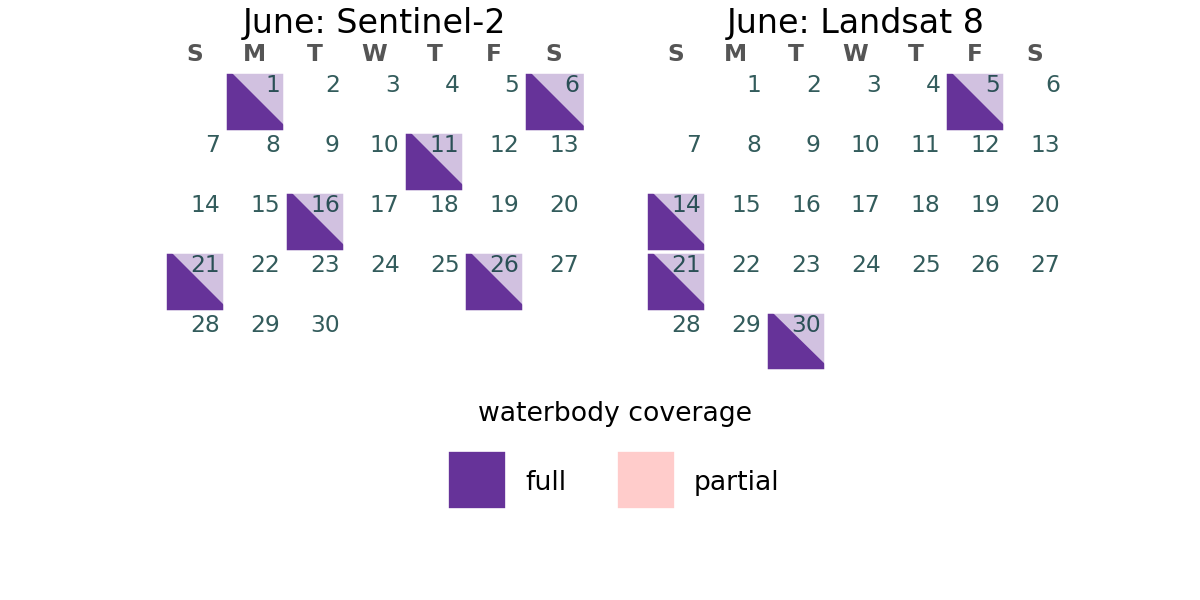 June: Sentinel-2
S M T W T F S
1 2 3 4 5 6
7 8 9 10 11 12 13
14 15 16 17 18 19 20
21 22 23 24 25 26 27
28 29 30
June: Landsat 8
S M T W T F S
1 2 3 4 5 6
7 8 9 10 11 12 13
14 15 16 17 18 19 20
21 22 23 24 25 26 27
28 29 30
waterbody coverage
full partial